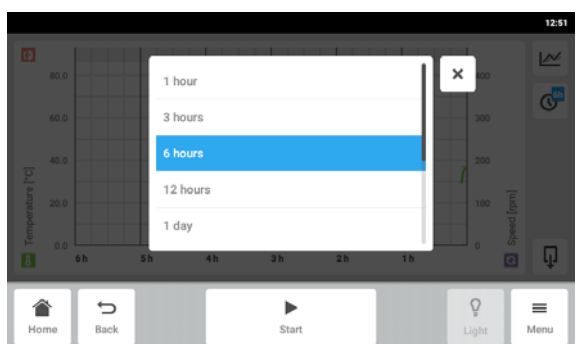 12:51
80.0
60.0
40.0
20.0
0.0
Temperature [°C]
6 h
5 h
4 h
3 h
2 h
1 h
400
300
200
100
0
Speed [rpm]
6h
1 hour
3 hours
6 hours
12 hours
1 day
Home
Back
Start
Light
Menu